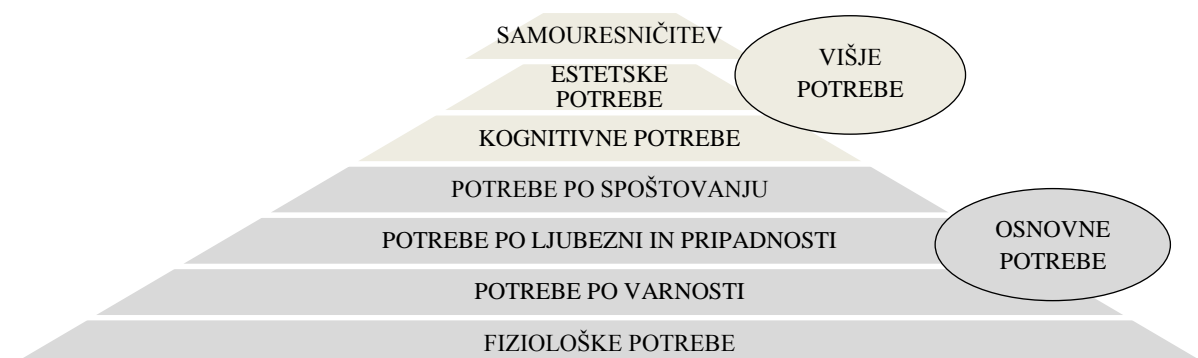 SAMOURESNIČITEV
ESTETSKE
POTREBE
VIŠJE
POTREBE
KOGNITIVNE POTREBE
POTREBE PO SPOŠTOVANJU
POTREBE PO LJUBEZNI IN PRIPADNOSTI
OSNOVNE
POTREBE
POTREBE PO VARNOSTI
FIZIOLOŠKE POTREBE